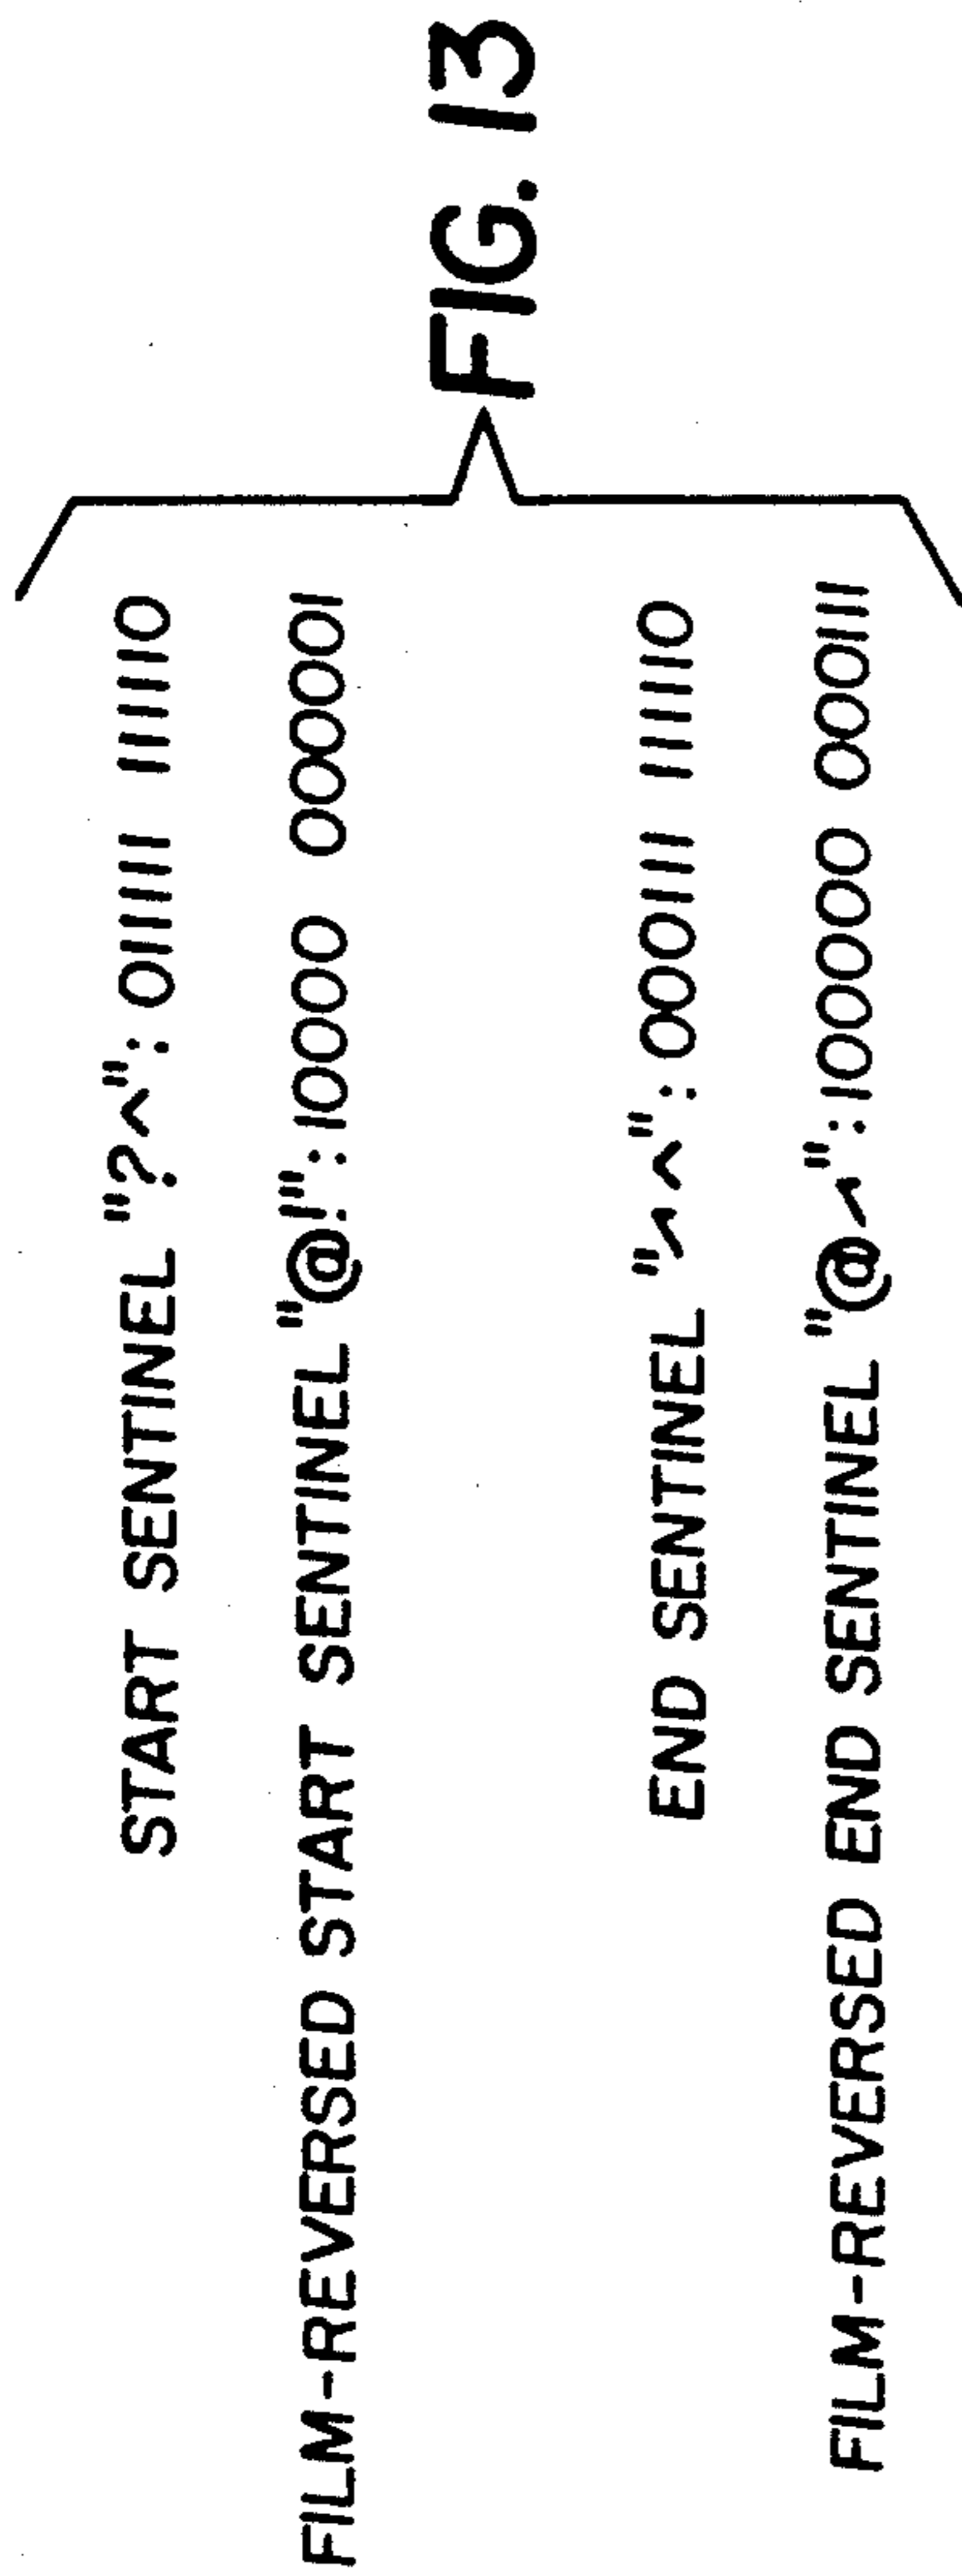 START SENTINEL "?^": 011111 111110
FILM-REVERSED START SENTINEL "@!": 10000 000001
END SENTINEL "'^": 000111 111110
FILM-REVERSED END SENTINEL "@'": 100000 000111
FIG. 13